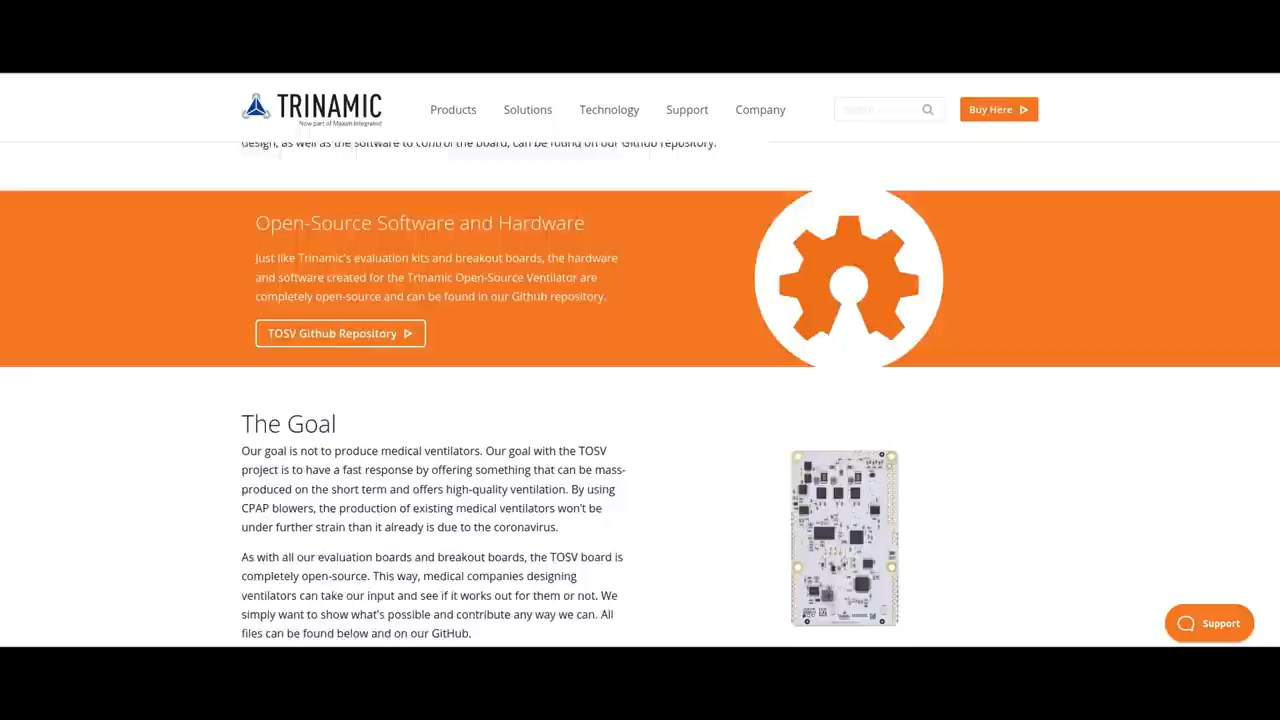 TRINAMIC
Now part of Maxim Integrated
Products Solutions Technology Support Company
Buy Here
design, as well as the software to control the board, can be found on our Github repository.
Open-Source Software and Hardware
Just like Trinamic's evaluation kits and breakout boards, the hardware
and software created for the Trinamic Open-Source Ventilator are
completely open-source and can be found in our Github repository.
TOSV Github Repository
The Goal
Our goal is not to produce medical ventilators. Our goal with the TOSV
project is to have a fast response by offering something that can be mass-
produced on the short term and offers high-quality ventilation. By using
CPAP blowers, the production of existing medical ventilators won't be
under further strain than it already is due to the coronavirus.
As with all our evaluation boards and breakout boards, the TOSV board is
completely open-source. This way, medical companies designing
ventilators can take our input and see if it works out for them or not. We
simply want to show what's possible and contribute any way we can. All
files can be found below and on our GitHub.
Support